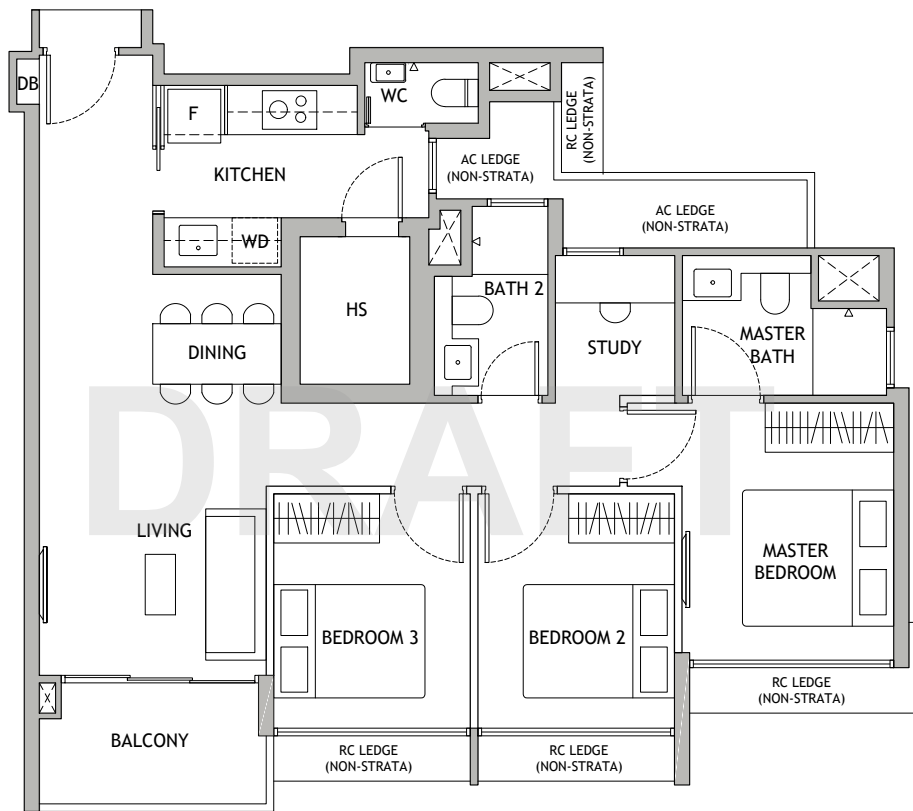 DB
F
WC
RC LEDGE
(NON-STRATA)
KITCHEN
AC LEDGE
(NON-STRATA)
AC LEDGE
(NON-STRATA)
WD
HS
BATH 2
DINING
STUDY
MASTER
BATH
DRAFT
LIVING
MASTER
BEDROOM
BEDROOM 3
BEDROOM 2
RC LEDGE
(NON-STRATA)
BALCONY
RC LEDGE
(NON-STRATA)
RC LEDGE
(NON-STRATA)